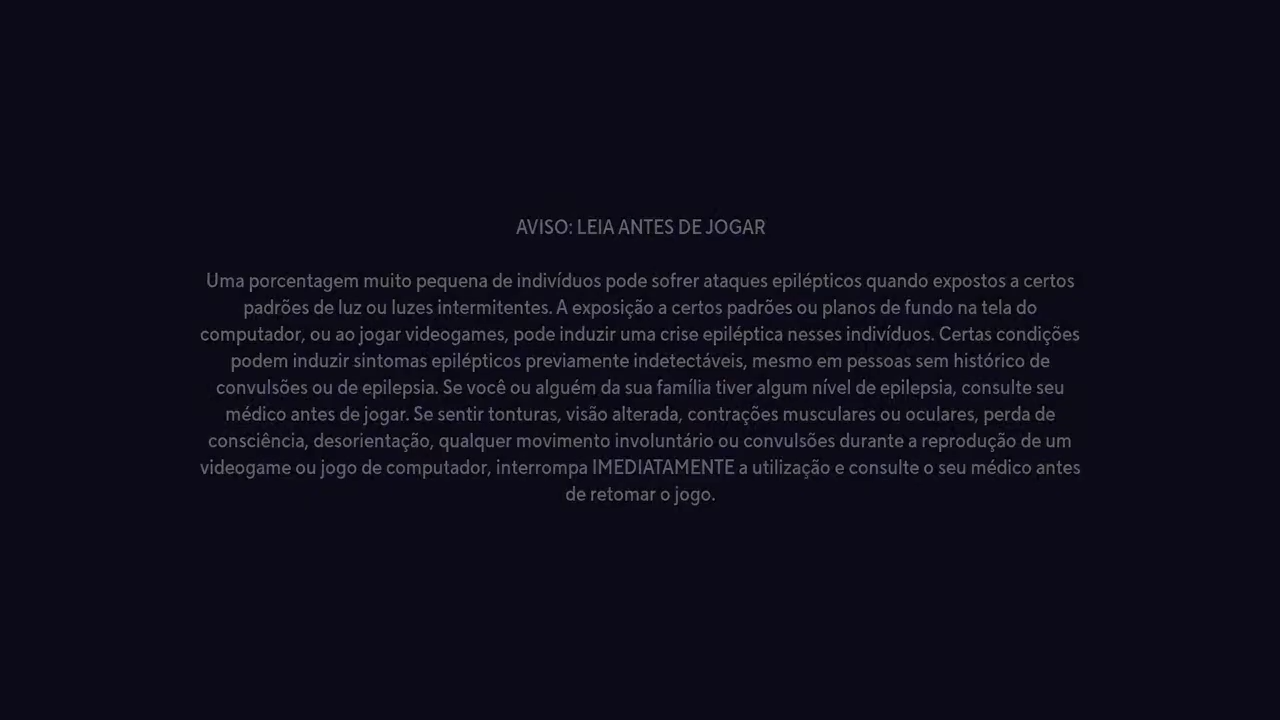 AVISO: LEIA ANTES DE JOGAR
Uma porcentagem muito pequena de indivíduos pode sofrer ataques epilépticos quando expostos a certos
padrões de luz ou luzes intermitentes. A exposição a certos padrões ou planos de fundo na tela do
computador, ou ao jogar videogames, pode induzir uma crise epiléptica nesses indivíduos. Certas condições
podem induzir sintomas epilépticos previamente indetectáveis, mesmo em pessoas sem histórico de
convulsões ou de epilepsia. Se você ou alguém da sua família tiver algum nível de epilepsia, consulte seu
médico antes de jogar. Se sentir tonturas, visão alterada, contrações musculares ou oculares, perda de
consciência, desorientação, qualquer movimento involuntário ou convulsões durante a reprodução de um
videogame ou jogo de computador, interrompa IMEDIATAMENTE a utilização e consulte o seu médico antes
de retomar o jogo.